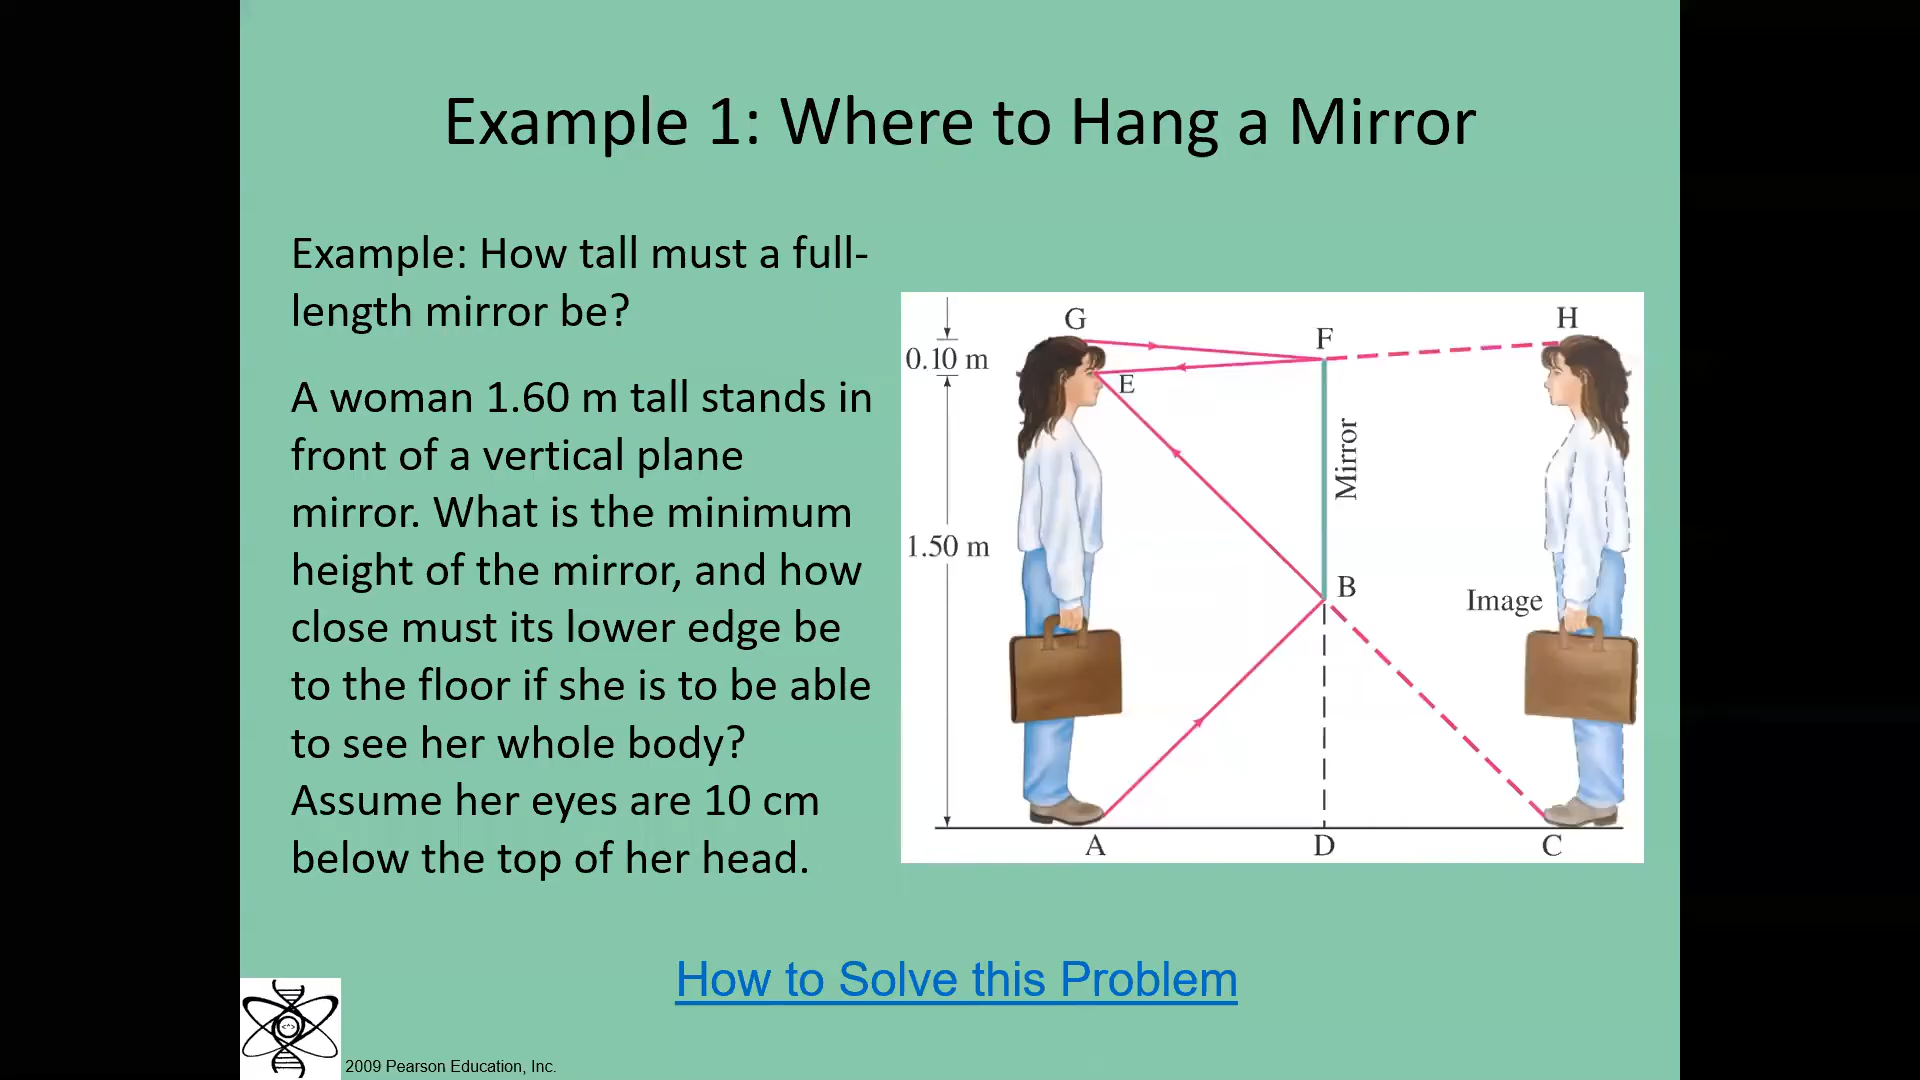 Example 1: Where to Hang a Mirror
Example: How tall must a full-
length mirror be?
A woman 1.60 m tall stands in
front of a vertical plane
mirror. What is the minimum
height of the mirror, and how
close must its lower edge be
to the floor if she is to be able
to see her whole body?
Assume her eyes are 10 cm
below the top of her head.
G
H
F
0.10 m
E
Mirror
1.50 m
B
Image
A
D
C
How to Solve this Problem
2009 Pearson Education, Inc.